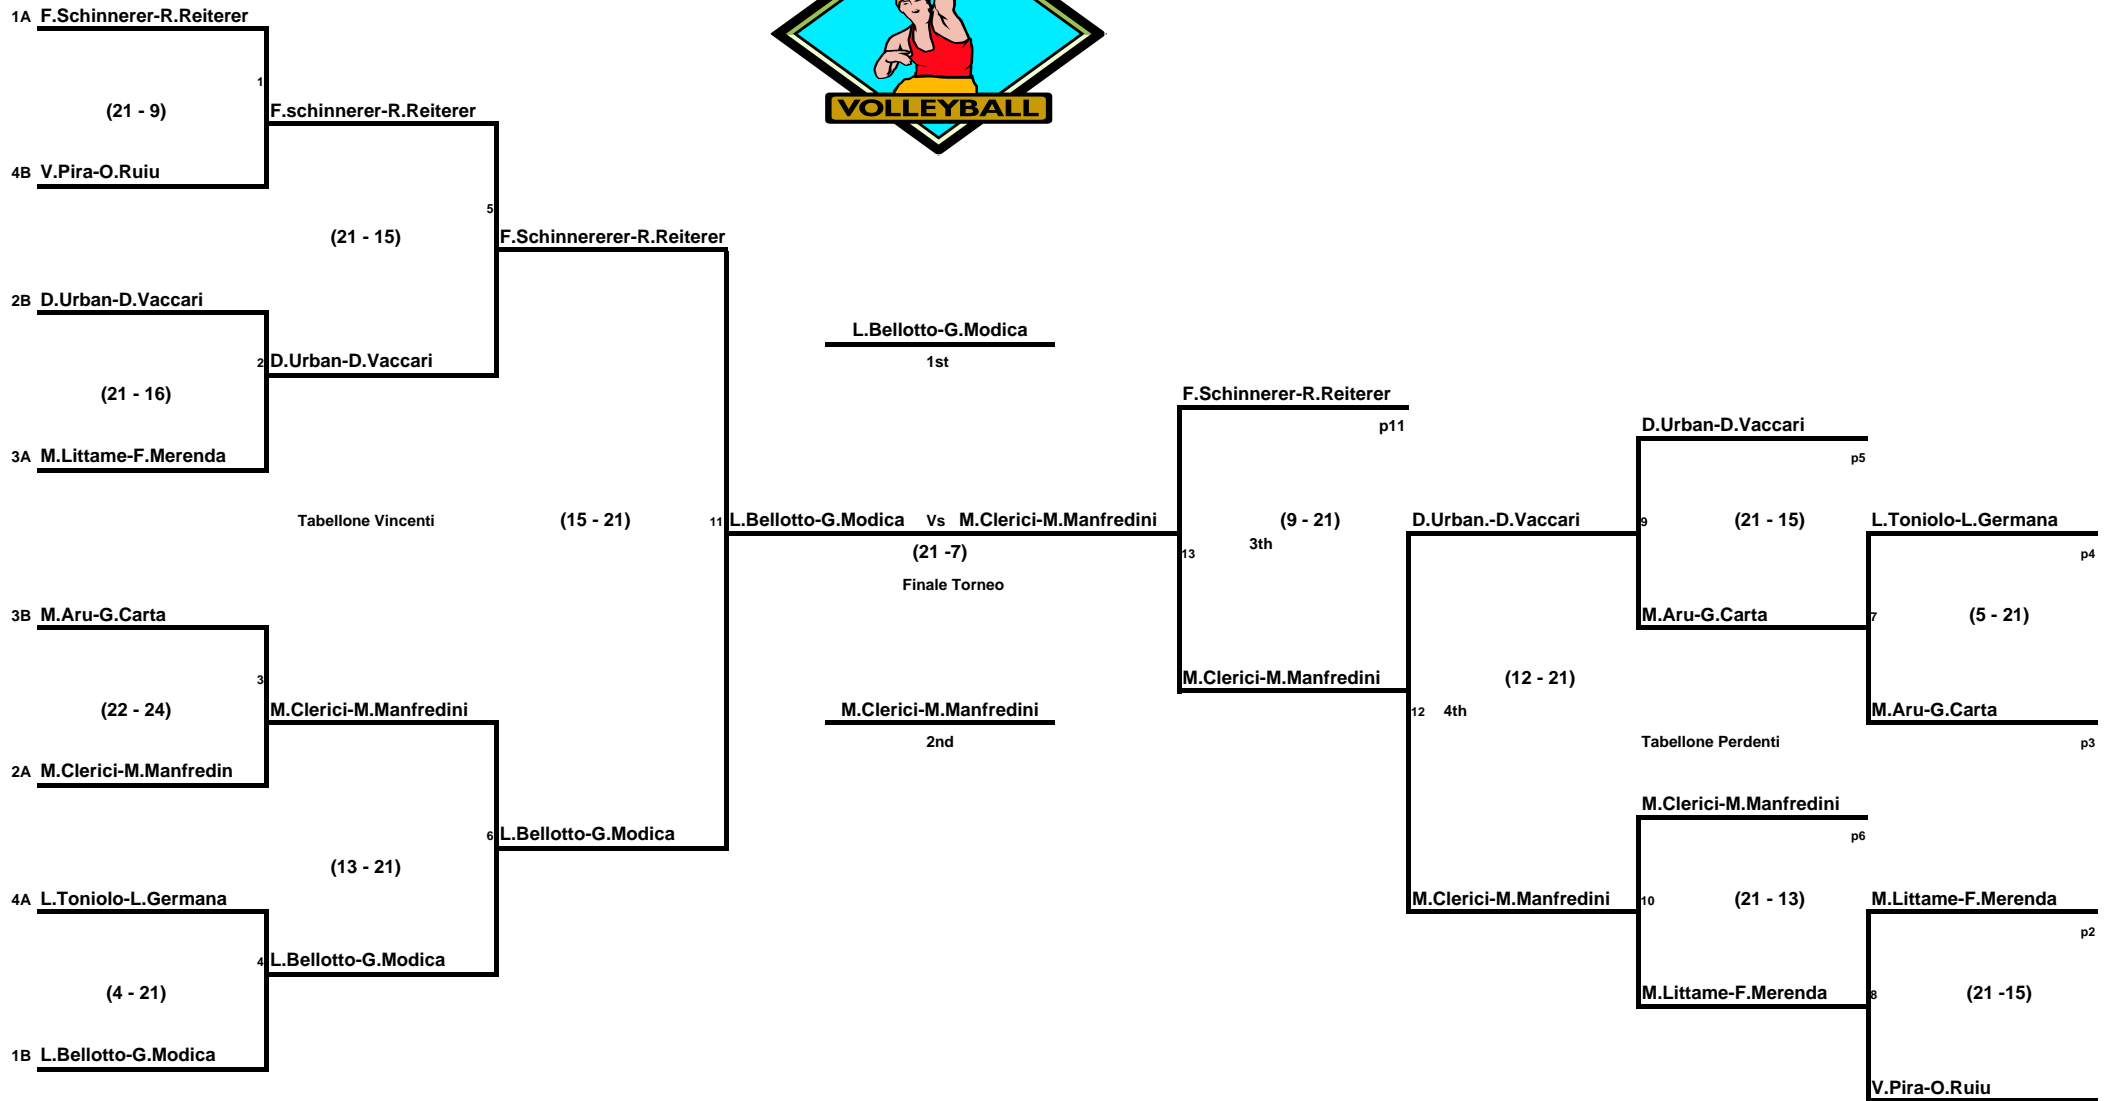 1A F.Schinnerer-R.Reiterer
1
(21 - 9)
F.schinnerer-R.Reiterer
VOLLEYBALL
4B V.Pira-O.Ruiu
5
(21 - 15)
F.Schinnererer-R.Reiterer
2B D.Urban-D.Vaccari
L.Bellotto-G.Modica
1st
2 D.Urban-D.Vaccari
(21 - 16)
F.Schinnerer-R.Reiterer
p11
D.Urban-D.Vaccari
p5
3A M.Littame-F.Merenda
Tabellone Vincenti
(15 - 21)
11 L.Bellotto-G.Modica Vs M.Clerici-M.Manfredini
(21 -7)
Finale Torneo
(9 - 21)
3th
13
D.Urban.-D.Vaccari
9
(21 - 15)
L.Toniolo-L.Germana
p4
3B M.Aru-G.Carta
M.Aru-G.Carta
7
(5 - 21)
3
M.Clerici-M.Manfredini
(12 - 21)
(22 - 24)
M.Clerici-M.Manfredini
M.Clerici-M.Manfredini
2nd
12 4th
M.Aru-G.Carta
p3
Tabellone Perdenti
2A M.Clerici-M.Manfredin
M.Clerici-M.Manfredini
p6
6 L.Bellotto-G.Modica
(13 - 21)
4A L.Toniolo-L.Germana
M.Clerici-M.Manfredini
10
(21 - 13)
M.Littame-F.Merenda
p2
4 L.Bellotto-G.Modica
(4 - 21)
M.Littame-F.Merenda
8
(21 -15)
1B L.Bellotto-G.Modica
V.Pira-O.Ruiu